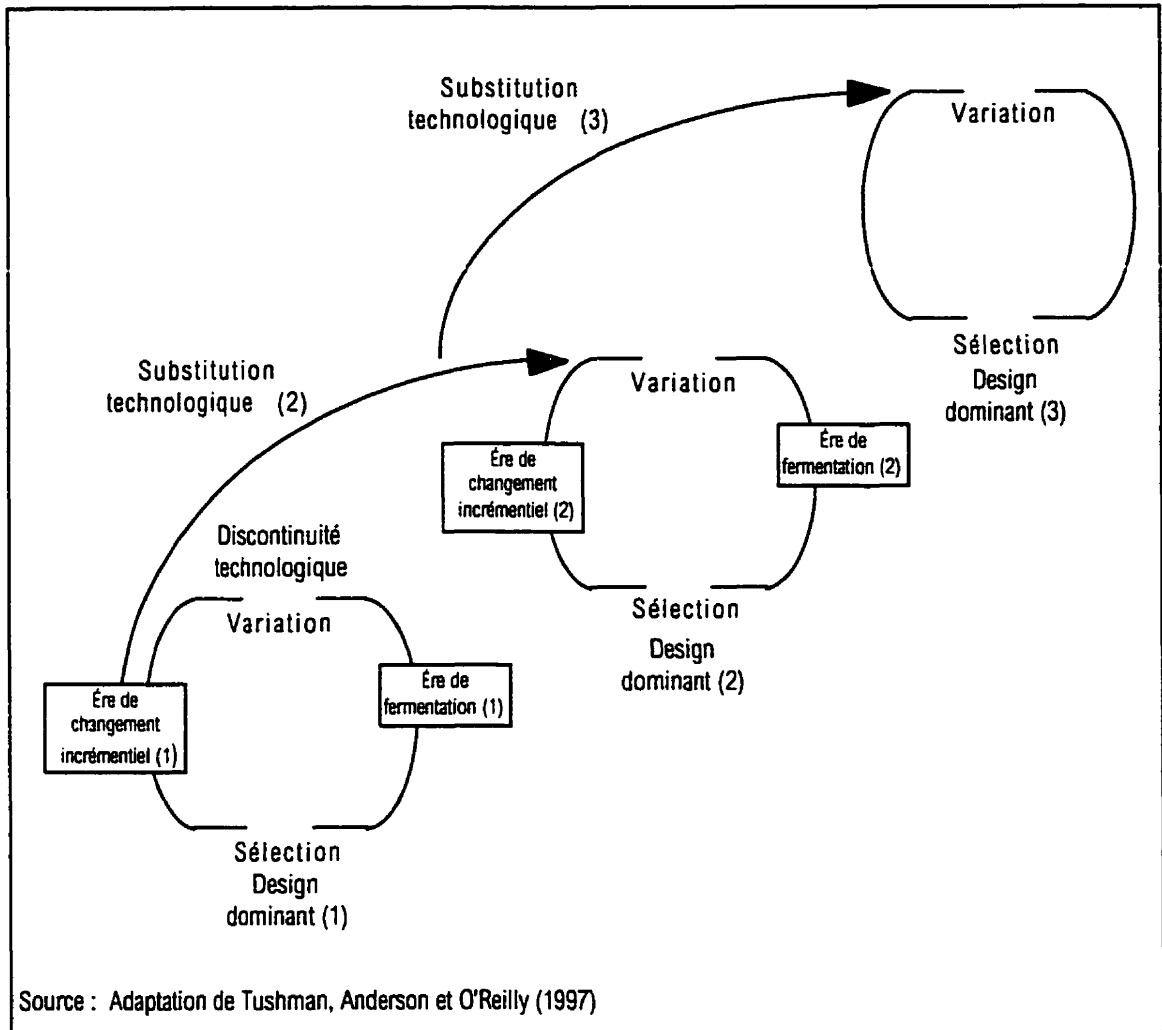 Substitution
technologique (3)
Variation
Sélection
Design
dominant (3)
Substitution
technologique (2)
Variation
Ére de
changement
incrémentiel (2)
Ére de
fermentation (2)
Sélection
Design
dominant (2)
Discontinuité
technologique
Variation
Ére de
changement
incrémentiel (1)
Ére de
fermentation (1)
Sélection
Design
dominant (1)
Source : Adaptation de Tushman, Anderson et O'Reilly (1997)